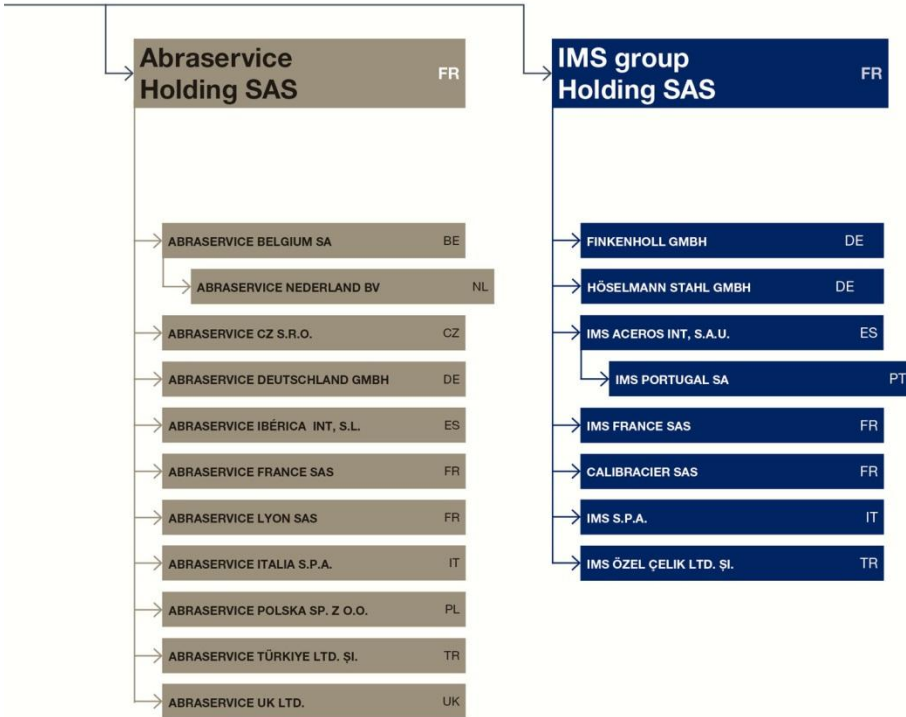 Abraservice
Holding SAS FR
ABRASERVICE BELGIUM SA BE
ABRASERVICE NEDERLAND BV NL
ABRASERVICE CZ S.R.O. CZ
ABRASERVICE DEUTSCHLAND GMBH DE
ABRASERVICE IBÉRICA INT, S.L. ES
ABRASERVICE FRANCE SAS FR
ABRASERVICE LYON SAS FR
ABRASERVICE ITALIA S.P.A. IT
ABRASERVICE POLSKA SP. Z O.O. PL
ABRASERVICE TÜRKIYE LTD. ŞI. TR
ABRASERVICE UK LTD. UK
IMS group
Holding SAS FR
FINKENHOLL GMBH DE
HÖSELMANN STAHL GMBH DE
IMS ACEROS INT, S.A.U. ES
IMS PORTUGAL SA PT
IMS FRANCE SAS FR
CALIBRACIER SAS FR
IMS S.P.A. IT
IMS ÖZEL ÇELIK LTD. ŞI. TR